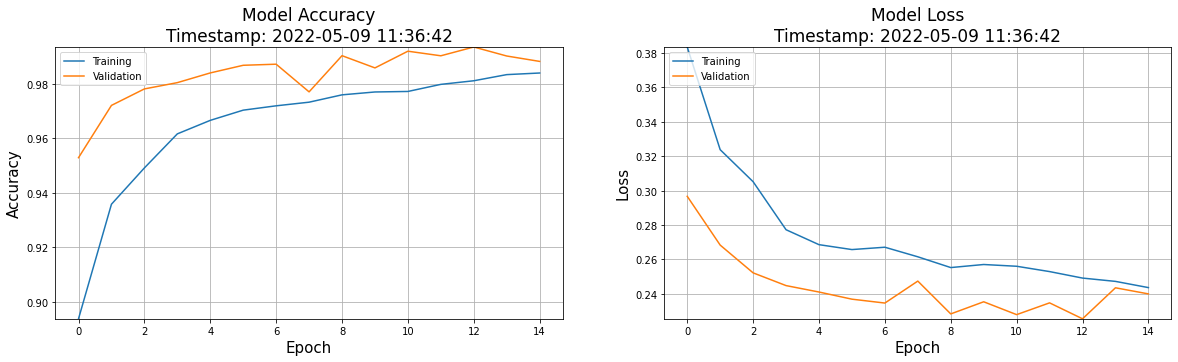 Model Accuracy
Timestamp: 2022-05-09 11:36:42
Training
Validation
0.98
0.96
0.94
0.92
0.90
Accuracy
0 2 4 6 8 10 12 14
Epoch
Model Loss
Timestamp: 2022-05-09 11:36:42
Training
Validation
0.38
0.36
0.34
0.32
0.30
0.28
0.26
0.24
Loss
0 2 4 6 8 10 12 14
Epoch